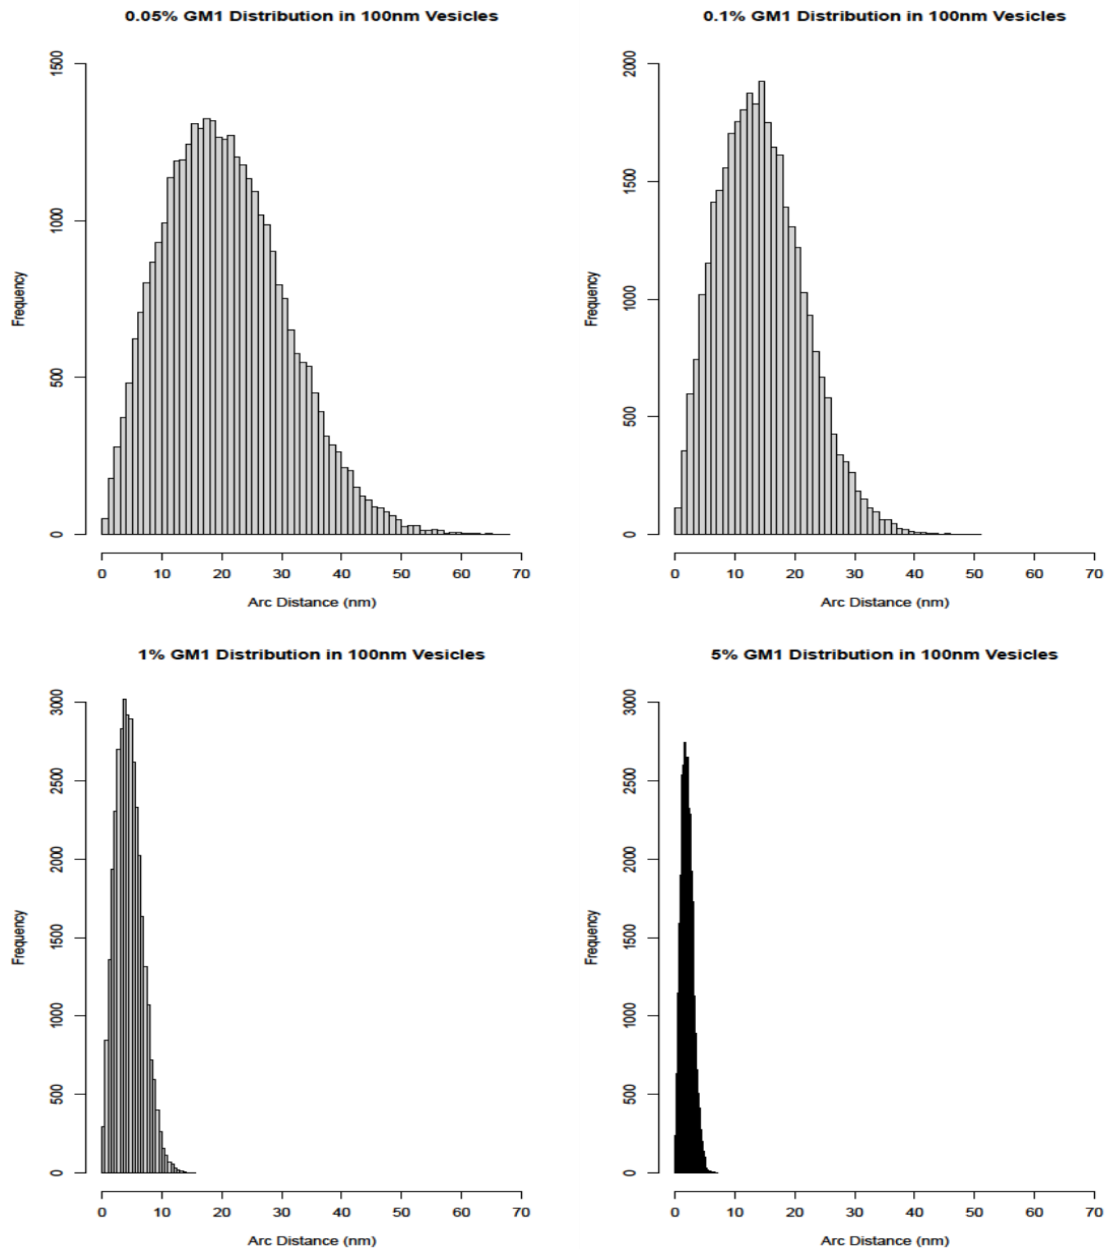 0.05% GM1 Distribution in 100nm Vesicles
1500
1000
500
0
Frequency
0 10 20 30 40 50 60 70
Arc Distance (nm)
0.1% GM1 Distribution in 100nm Vesicles
2000
1500
1000
500
0
Frequency
0 10 20 30 40 50 60 70
Arc Distance (nm)
1% GM1 Distribution in 100nm Vesicles
3000
2500
2000
1500
1000
500
0
Frequency
0 10 20 30 40 50 60 70
Arc Distance (nm)
5% GM1 Distribution in 100nm Vesicles
3000
2500
2000
1500
1000
500
0
Frequency
0 10 20 30 40 50 60 70
Arc Distance (nm)